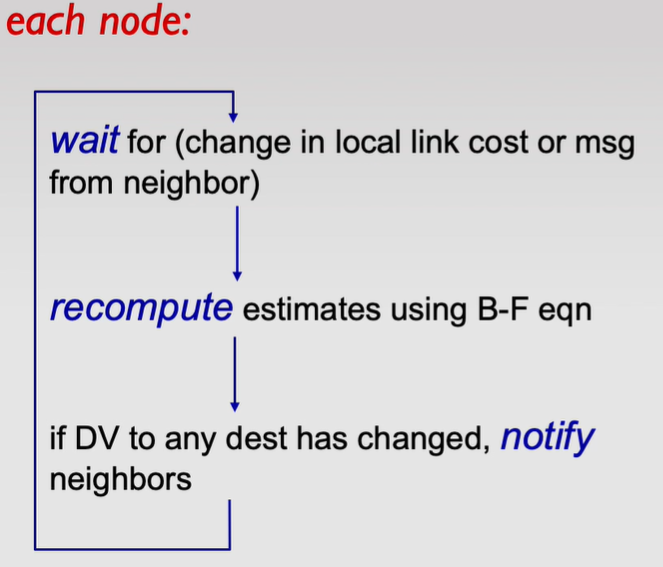 each node:
wait for (change in local link cost or msg
from neighbor)
recompute estimates using B-F eqn
if DV to any dest has changed, notify
neighbors